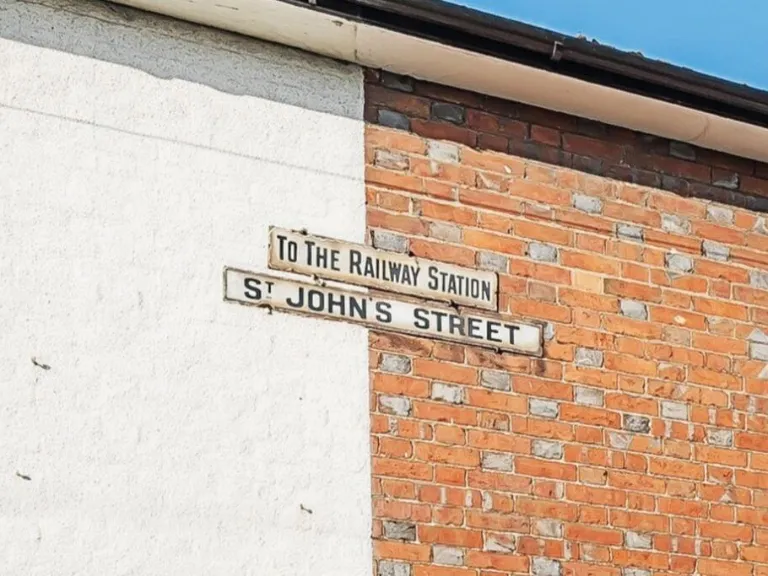 To The Railway Station
St John's Street